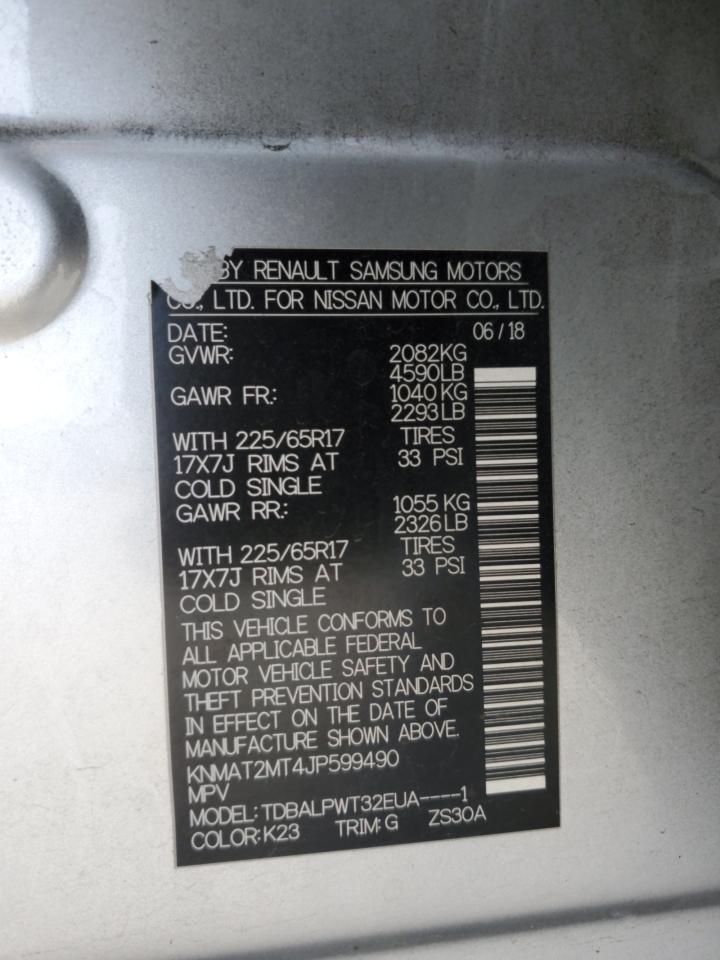 BY RENAULT SAMSUNG MOTORS
CO., LTD. FOR NISSAN MOTOR CO., LTD.
DATE: 06/18
GVWR: 2082KG
4590LB
GAWR FR.: 1040KG
2293LB
WITH 225/65R17 TIRES
17X7J RIMS AT 33 PSI
COLD SINGLE
GAWR RR.: 1055KG
2326LB
WITH 225/65R17 TIRES
17X7J RIMS AT 33 PSI
COLD SINGLE
THIS VEHICLE CONFORMS TO
ALL APPLICABLE FEDERAL
MOTOR VEHICLE SAFETY AND
THEFT PREVENTION STANDARDS
IN EFFECT ON THE DATE OF
MANUFACTURE SHOWN ABOVE.
KNMAT2MT4JP599490
MPV
MODEL: TDBALPWT32EUA----1
COLOR: K23 TRIM: G ZS30A